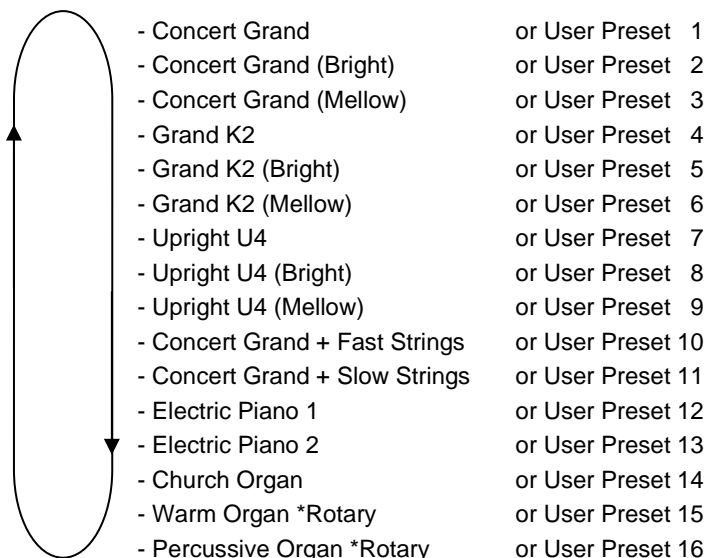 - Concert Grand or User Preset 1
- Concert Grand (Bright) or User Preset 2
- Concert Grand (Mellow) or User Preset 3
- Grand K2 or User Preset 4
- Grand K2 (Bright) or User Preset 5
- Grand K2 (Mellow) or User Preset 6
- Upright U4 or User Preset 7
- Upright U4 (Bright) or User Preset 8
- Upright U4 (Mellow) or User Preset 9
- Concert Grand + Fast Strings or User Preset 10
- Concert Grand + Slow Strings or User Preset 11
- Electric Piano 1 or User Preset 12
- Electric Piano 2 or User Preset 13
- Church Organ or User Preset 14
- Warm Organ *Rotary or User Preset 15
- Percussive Organ *Rotary or User Preset 16